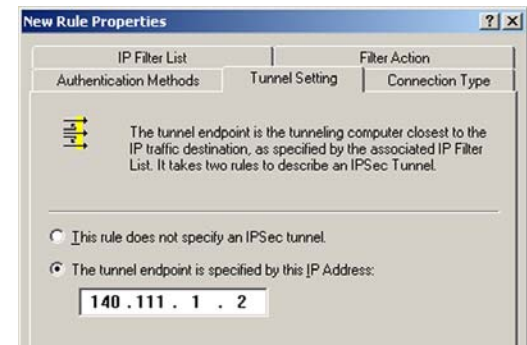 New Rule Properties
IP Filter List Filter Action
Authentication Methods Tunnel Setting Connection Type
The tunnel endpoint is the tunneling computer closest to the
IP traffic destination, as specified by the associated IP Filter
List. It takes two rules to describe an IPSec Tunnel.
This rule does not specify an IPSec tunnel.
The tunnel endpoint is specified by this IP Address:
140 . 111 . 1 . 2